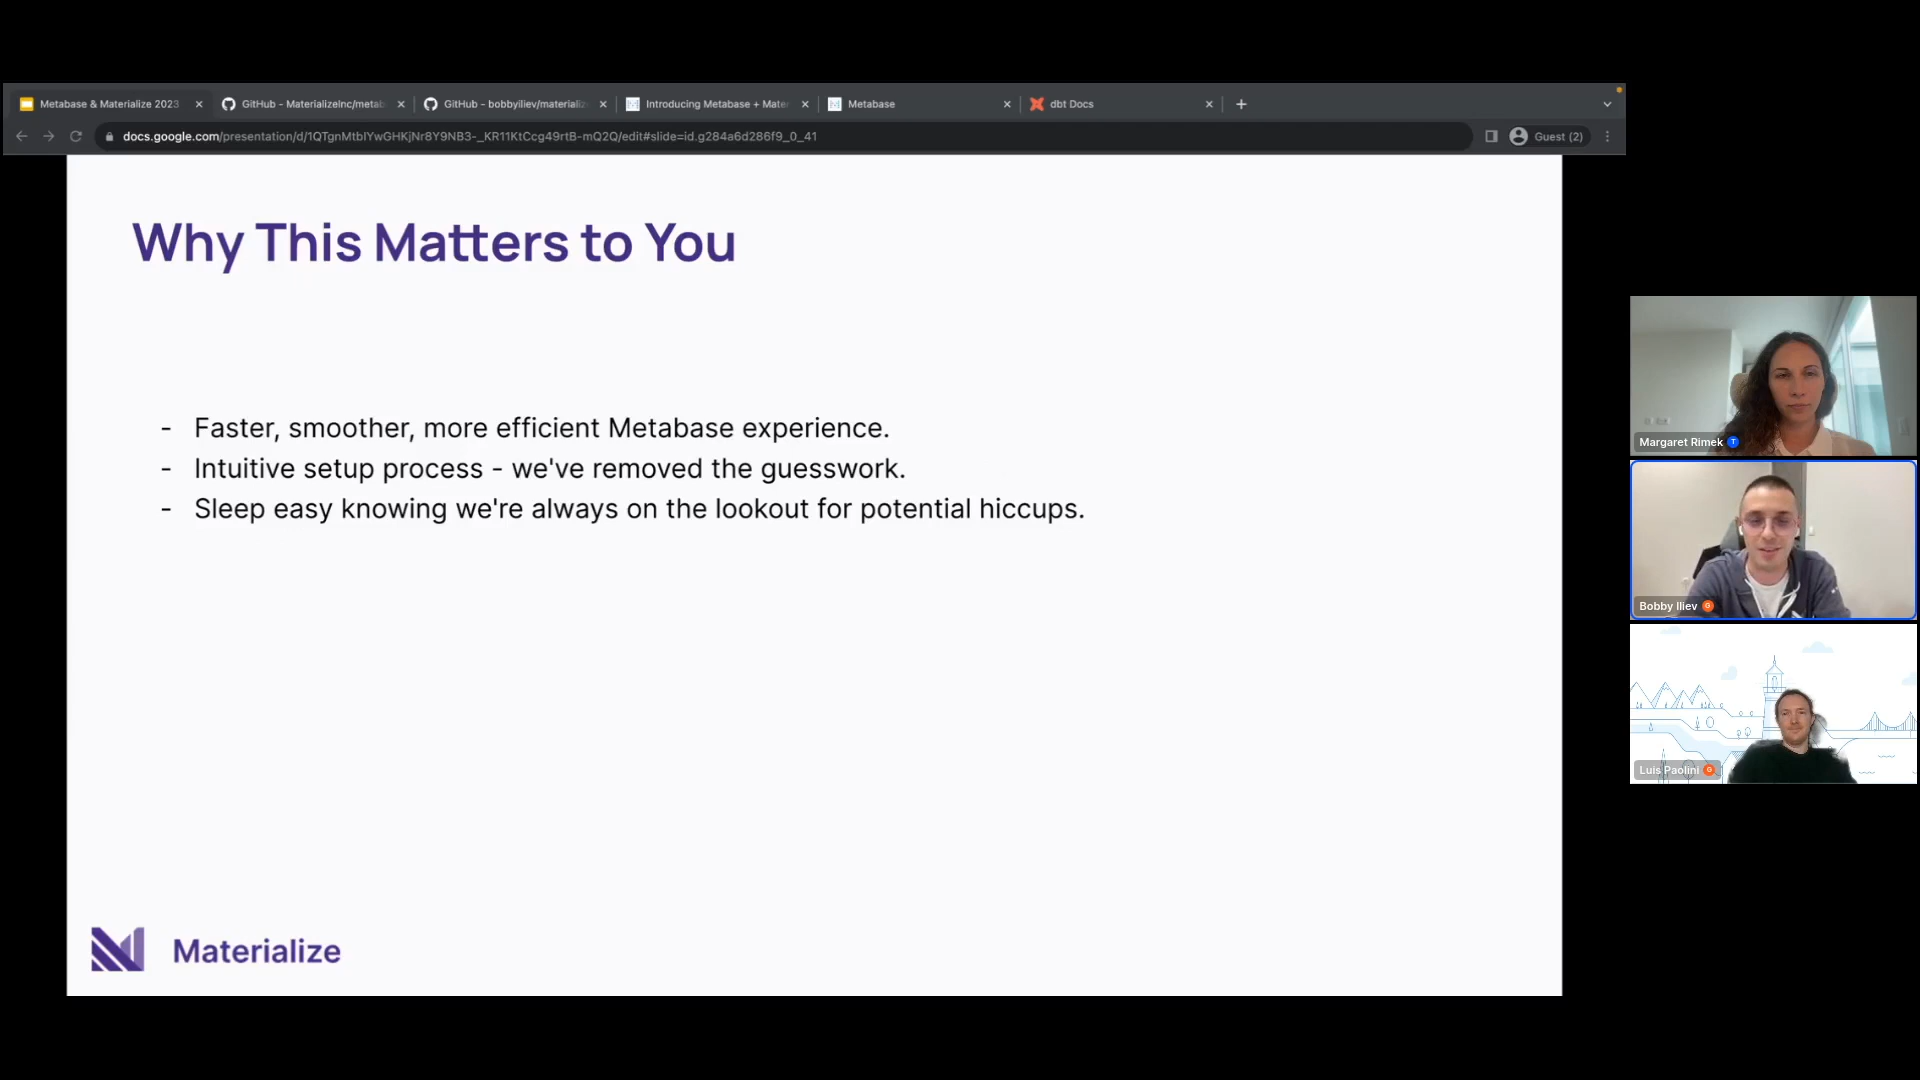 Metabase & Materialize 2023
GitHub - MaterializeInc/metab
GitHub - bobbyiliev/materializ
Introducing Metabase + Mater
Metabase
dbt Docs
docs.google.com/presentation/d/1QTgnMtbIYwGHKjNr8Y9NB3-_KR11KtCcg49rtB-mQ2Q/edit#slide=id.g284a6d286f9_0_41
Guest (2)
Why This Matters to You
- Faster, smoother, more efficient Metabase experience.
- Intuitive setup process - we've removed the guesswork.
- Sleep easy knowing we're always on the lookout for potential hiccups.
Materialize
Margaret Rimek
Bobby Iliev
Luis Paolini